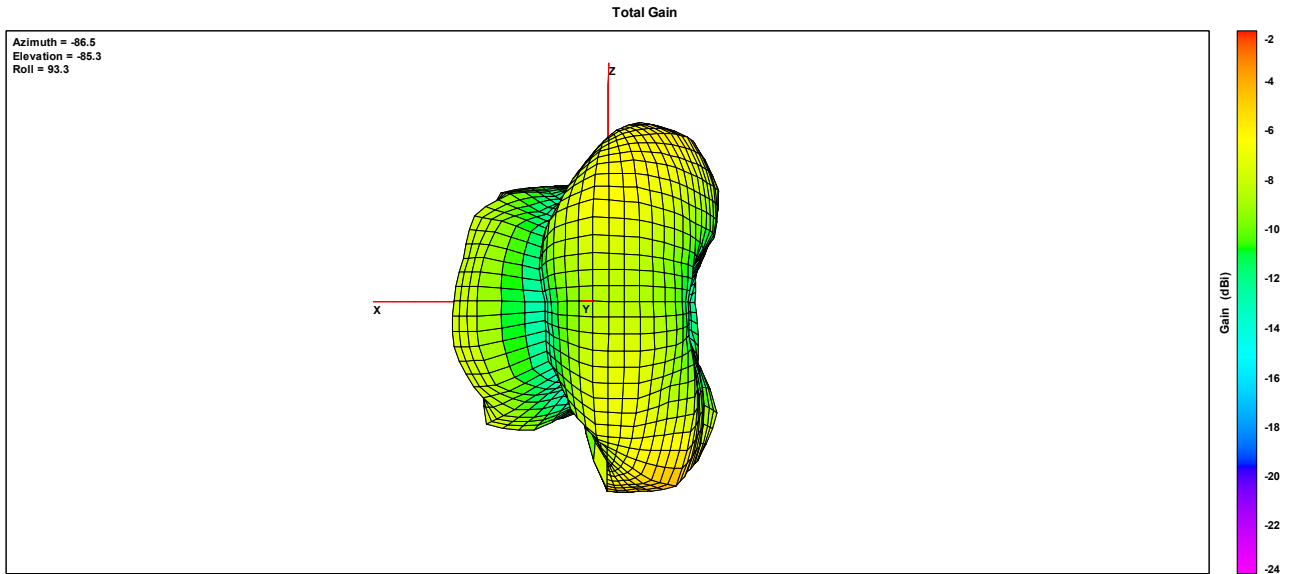 Total Gain
Azimuth = -86.5
Elevation = -85.3
Roll = 93.3
Z
X
Y
-2
-4
-6
-8
-10
-12
-14
-16
-18
-20
-22
-24
Gain (dBi)